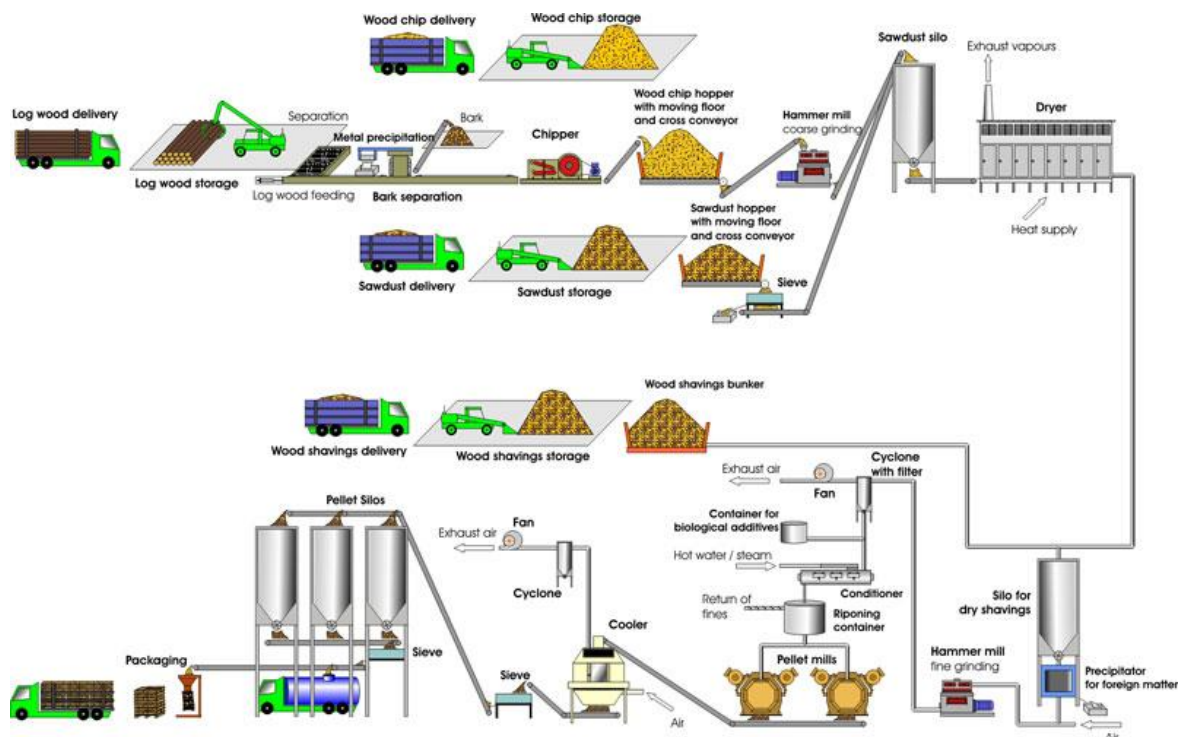 Wood chip delivery
Wood chip storage
Sawdust silo
Exhaust vapours
Dryer
Log wood delivery
Separation
Metal precipitation
Bark
Chipper
Wood chip hopper
with moving floor
and cross conveyor
Hammer mill
coarse grinding
Log wood storage
Log wood feeding
Bark separation
Heat supply
Sawdust hopper
with moving floor
and cross conveyor
Sawdust delivery
Sawdust storage
Sieve
Wood shavings bunker
Wood shavings delivery
Wood shavings storage
Cyclone
with filter
Exhaust air
Fan
Pellet Silos
Container for
biological additives
Exhaust air
Fan
Hot water / steam
Cyclone
Conditioner
Return of
fines
Riponing
container
Silo for
dry shavings
Cooler
Packaging
Sieve
Sieve
Pellet mills
Hammer mill
fine grinding
Precipitator
for foreign matter
Air
Air